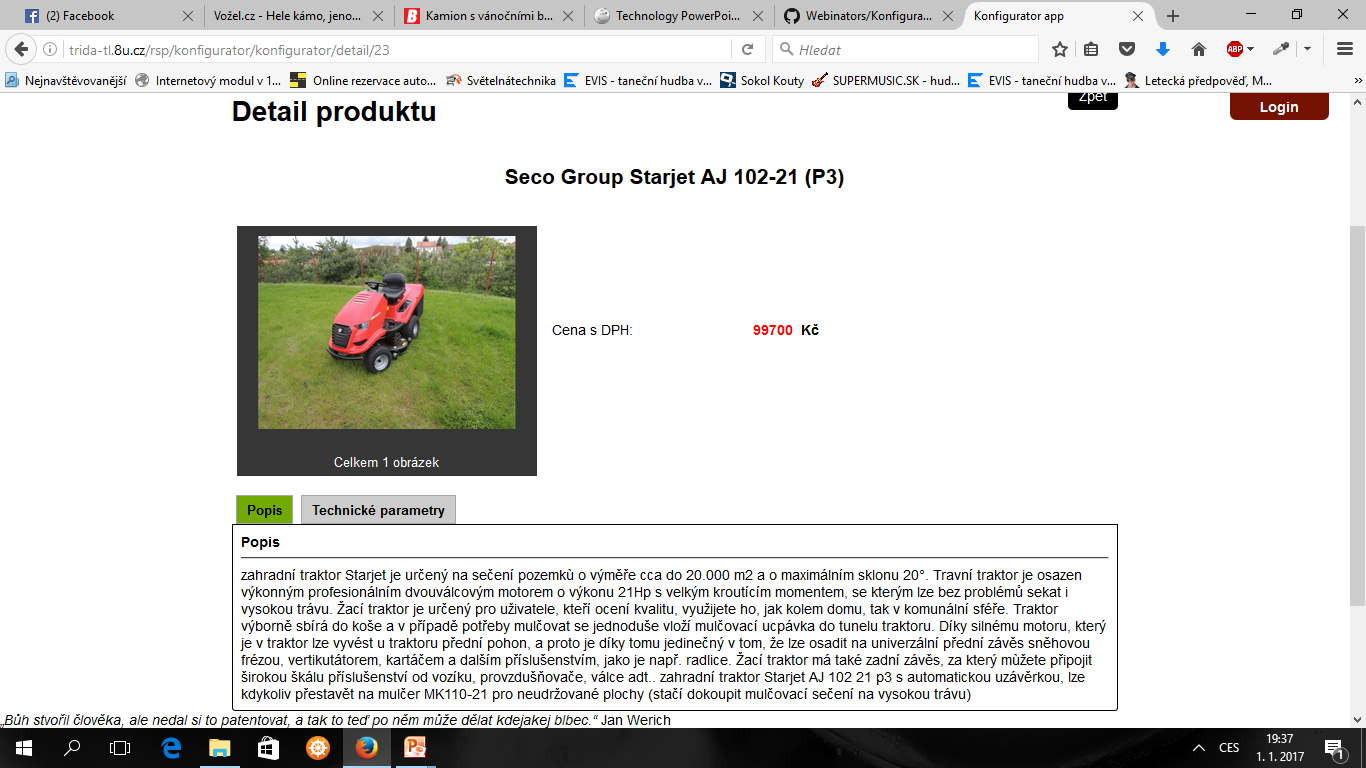 (2) Facebook
Vožel.cz - Hele kámo, jeno...
Kamion s vánočními b...
Technology PowerPoi...
Webinators/Konfigura...
Konfigurator app
trida-tl.8u.cz/rsp/konfigurator/konfigurator/detail/23
Hledat
ABP
Nejnavštěvovanější
Internetový modul v 1...
Online rezervace auto...
Světelnátechnika
EVIS - taneční hudba v...
Sokol Kouty
SUPERMUSIC.SK - hud...
EVIS - taneční hudba v...
Letecká předpověď, M...
Detail produktu
Zpět
Login
Seco Group Starjet AJ 102-21 (P3)
Cena s DPH: 99700 Kč
Celkem 1 obrázek
Popis
Technické parametry
Popis
zahradní traktor Starjet je určený na sečení pozemkù o výměře cca do 20.000 m2 a o maximálním sklonu 20°. Travní traktor je osazen
výkonným profesionálním dvouválcovým motorem o výkonu 21Hp s velkým kroutícím momentem, se kterým lze bez problémů sekat i
vysokou trávu. Žací traktor je určený pro uživatele, kteří ocení kvalitu, využijete ho, jak kolem domu, tak v komunální sféře. Traktor
výborně sbírá do koše a v případě potřeby mulčovat se jednoduše vloží mulčovací ucpávka do tunelu traktoru. Díky silnému motoru, který
je v traktor lze vyvést u traktoru přední pohon, a proto je díky tomu jedinečný v tom, že lze osadit na univerzální přední závěs sněhovou
frézou, vertikutátorem, kartáčem a dalším příslušenstvím, jako je např. radlice. Žací traktor má také zadní závěs, za který mùžete připojit
širokou škálu příslušenství od vozíku, provzdušňovače, válce adt.. zahradní traktor Starjet AJ 102 21 p3 s automatickou uzávěrkou, lze
kdykoliv přestavět na mulčer MK110-21 pro neudržované plochy (stačí dokoupit mulčovací sečení na vysokou trávu)
„Bůh stvořil člověka, ale nedal si to patentovat, a tak to teď po něm může dělat kdejakej blbec.“ Jan Werich
CES
19:37
1. 1. 2017
1